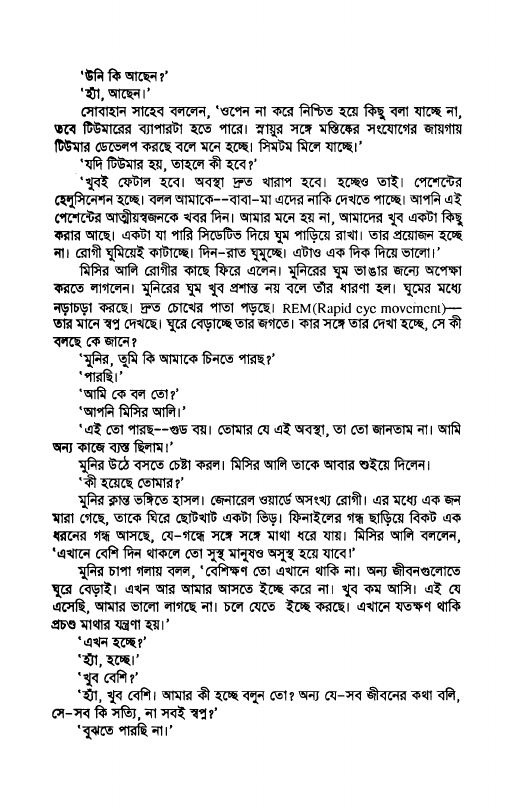 ‘উনি কি আছেন?’
‘হ্যাঁ, আছেন।’
সোবাহান সাহেব বললেন, ‘ওপেন না করে নিশ্চিত হয়ে কিছু বলা যাচ্ছে না,
তবে টিউমারের ব্যাপারটা হতে পারে। স্নায়ুর সঙ্গে মস্তিষ্কের সংযোগের জায়গায়
টিউমার ডেভেলপ করছে বলে মনে হচ্ছে। সিমটম মিলে যাচ্ছে।’
‘যদি টিউমার হয়, তাহলে কী হবে?’
‘খুবই ফেটাল হবে। অবস্থা দ্রুত খারাপ হবে। হচ্ছেও তাই। পেশেন্টের
হেলুসিনেশন হচ্ছে। বলল আমাকে--বাবা-মা এদের নাকি দেখতে পাচ্ছে। আপনি এই
পেশেন্টের আত্মীয়স্বজনকে খবর দিন। আমার মনে হয় না, আমাদের খুব একটা কিছু
করার আছে। একটা যা পারি সিডেটিভ দিয়ে ঘুম পাড়িয়ে রাখা। তার প্রয়োজন হচ্ছে
না। রোগী ঘুমিয়েই কাটাচ্ছে। দিন-রাত ঘুমুচ্ছে। এটাও এক দিক দিয়ে ভালো।’
মিসির আলি রোগীর কাছে ফিরে এলেন। মুনিরের ঘুম ভাঙার জন্যে অপেক্ষা
করতে লাগলেন। মুনিরের ঘুম খুব প্রশান্ত নয় বলে তাঁর ধারণা হল। ঘুমের মধ্যে
নড়াচড়া করছে। দ্রুত চোখের পাতা পড়ছে। REM(Rapid eye movement)—
তার মানে স্বপ্ন দেখছে। ঘুরে বেড়াচ্ছে তার জগতে। কার সঙ্গে তার দেখা হচ্ছে, সে কী
বলছে কে জানে?
‘মুনির, তুমি কি আমাকে চিনতে পারছ?’
‘পারছি।’
‘আমি কে বল তো?’
‘আপনি মিসির আলি।’
‘এই তো পারছ--গুড বয়। তোমার যে এই অবস্থা, তা তো জানতাম না। আমি
অন্য কাজে ব্যস্ত ছিলাম।’
মুনির উঠে বসতে চেষ্টা করল। মিসির আলি তাকে আবার শুইয়ে দিলেন।
‘কী হয়েছে তোমার?’
মুনির ক্লান্ত ভঙ্গিতে হাসল। জেনারেল ওয়ার্ডে অসংখ্য রোগী। এর মধ্যে এক জন
মারা গেছে, তাকে ঘিরে ছোটখাট একটা ভিড়। ফিনাইলের গন্ধ ছাড়িয়ে বিকট এক
ধরনের গন্ধ আসছে, যে-গন্ধে সঙ্গে সঙ্গে মাথা ধরে যায়। মিসির আলি বললেন,
‘এখানে বেশি দিন থাকলে তো সুস্থ মানুষও অসুস্থ হয়ে যাবে।’
মুনির চাপা গলায় বলল, ‘বেশিক্ষণ তো এখানে থাকি না। অন্য জীবনগুলোতে
ঘুরে বেড়াই। এখন আর আমার আসতে ইচ্ছে করে না। খুব কম আসি। এই যে
এসেছি, আমার ভালো লাগছে না। চলে যেতে ইচ্ছে করছে। এখানে যতক্ষণ থাকি
প্রচণ্ড মাথার যন্ত্রণা হয়।’
‘এখন হচ্ছে?’
‘হ্যাঁ, হচ্ছে।’
‘খুব বেশি?’
‘হ্যাঁ, খুব বেশি। আমার কী হচ্ছে বলুন তো? অন্য যে-সব জীবনের কথা বলি,
সে-সব কি সত্যি, না সবই স্বপ্ন?’
‘বুঝতে পারছি না।’